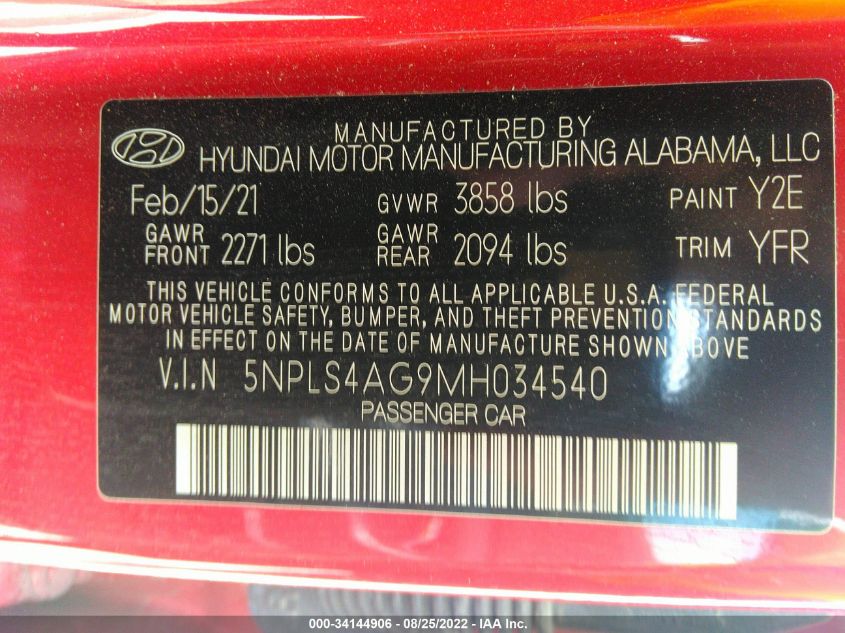 MANUFACTURED BY
HYUNDAI MOTOR MANUFACTURING ALABAMA, LLC
Feb/15/21 GVWR 3858 lbs PAINT Y2E
GAWR FRONT 2271 lbs GAWR REAR 2094 lbs TRIM YFR
THIS VEHICLE CONFORMS TO ALL APPLICABLE U.S.A. FEDERAL
MOTOR VEHICLE SAFETY, BUMPER, AND THEFT PREVENTION STANDARDS
IN EFFECT ON THE DATE OF MANUFACTURE SHOWN ABOVE
V.I.N 5NPLS4AG9MH034540
PASSENGER CAR
000-34144906 - 08/25/2022 - IAA Inc.